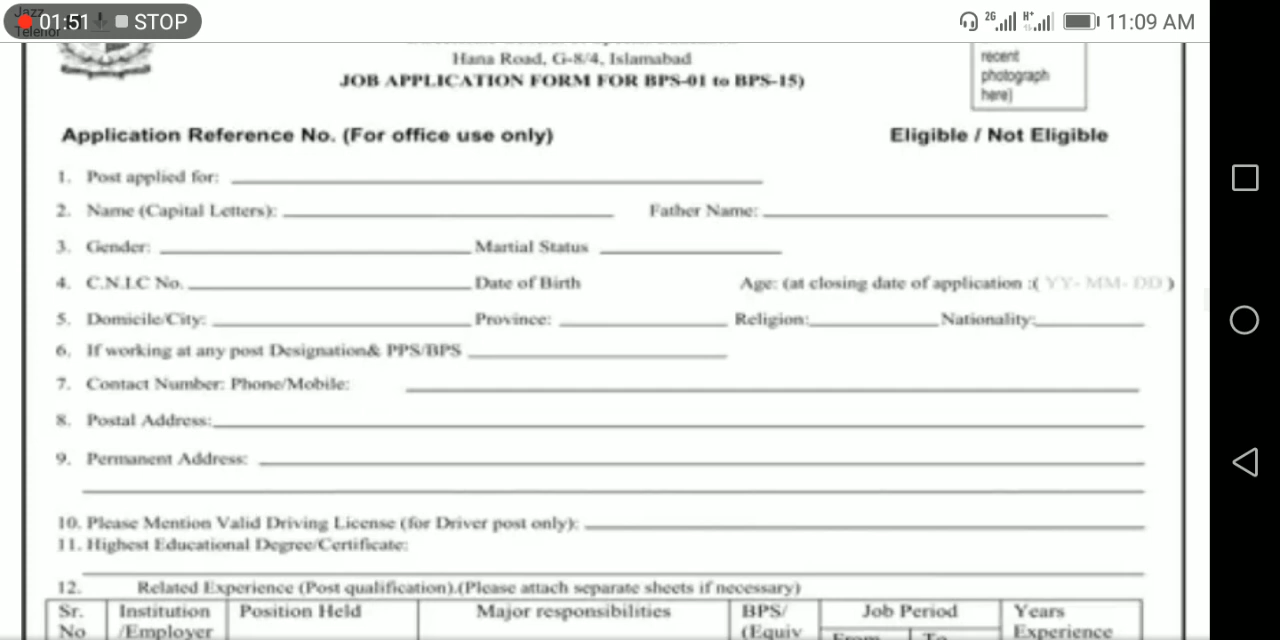 Jazz
Telenor
01:51 STOP
2G H+ 11:09 AM
Hana Road, G-8/4, Islamabad
JOB APPLICATION FORM FOR BPS-01 to BPS-15)
recent
photograph
here)
Application Reference No. (For office use only) Eligible / Not Eligible
1. Post applied for:
2. Name (Capital Letters): Father Name:
3. Gender: Martial Status
4. C.N.I.C No. Date of Birth Age: (at closing date of application :( YY- MM- DD )
5. Domicile/City: Province: Religion: Nationality:
6. If working at any post Designation& PPS/BPS
7. Contact Number: Phone/Mobile:
8. Postal Address:
9. Permanent Address:
10. Please Mention Valid Driving License (for Driver post only):
11. Highest Educational Degree/Certificate:
12. Related Experience (Post qualification).(Please attach separate sheets if necessary)
Sr. Institution Position Held Major responsibilities BPS/ Job Period Years
No /Employer (Equiv From To Experience